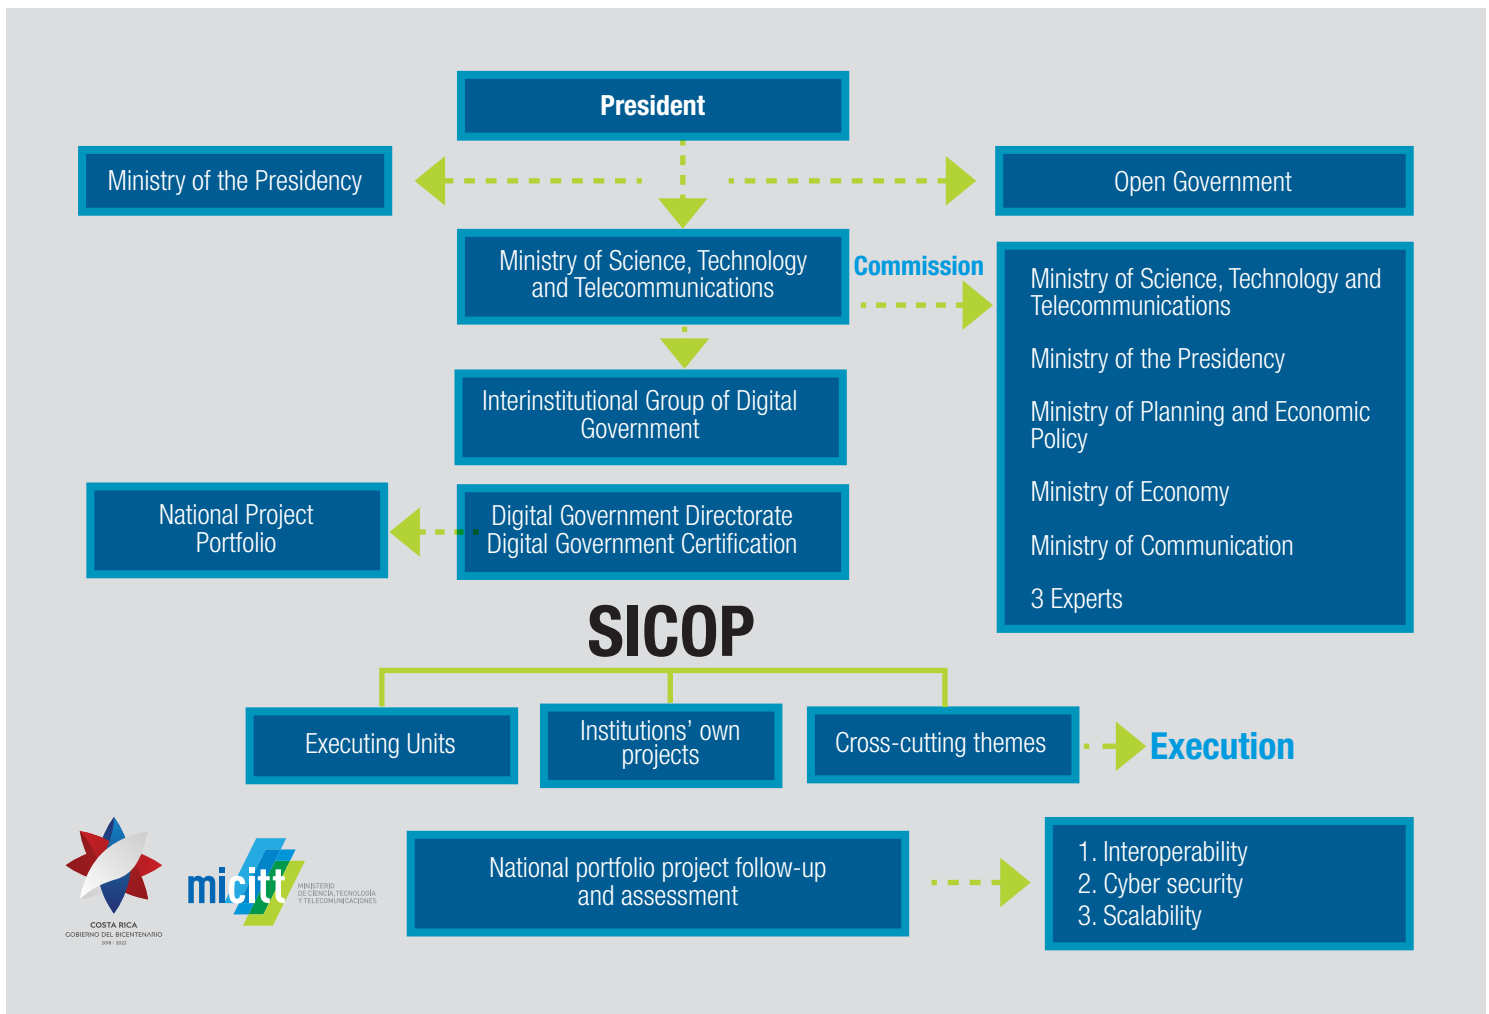 President
Ministry of the Presidency
Open Government
Ministry of Science, Technology
and Telecommunications
Commission
Ministry of Science, Technology and
Telecommunications
Ministry of the Presidency
Ministry of Planning and Economic
Policy
Ministry of Economy
Ministry of Communication
3 Experts
Interinstitutional Group of Digital
Government
National Project
Portfolio
Digital Government Directorate
Digital Government Certification
SICOP
Executing Units
Institutions’ own
projects
Cross-cutting themes
Execution
COSTA RICA
GOBIERNO DEL BICENTENARIO
2018 - 2022
micitt
MINISTERIO
DE CIENCIA, TECNOLOGÍA
Y TELECOMUNICACIONES
National portfolio project follow-up
and assessment
1. Interoperability
2. Cyber security
3. Scalability